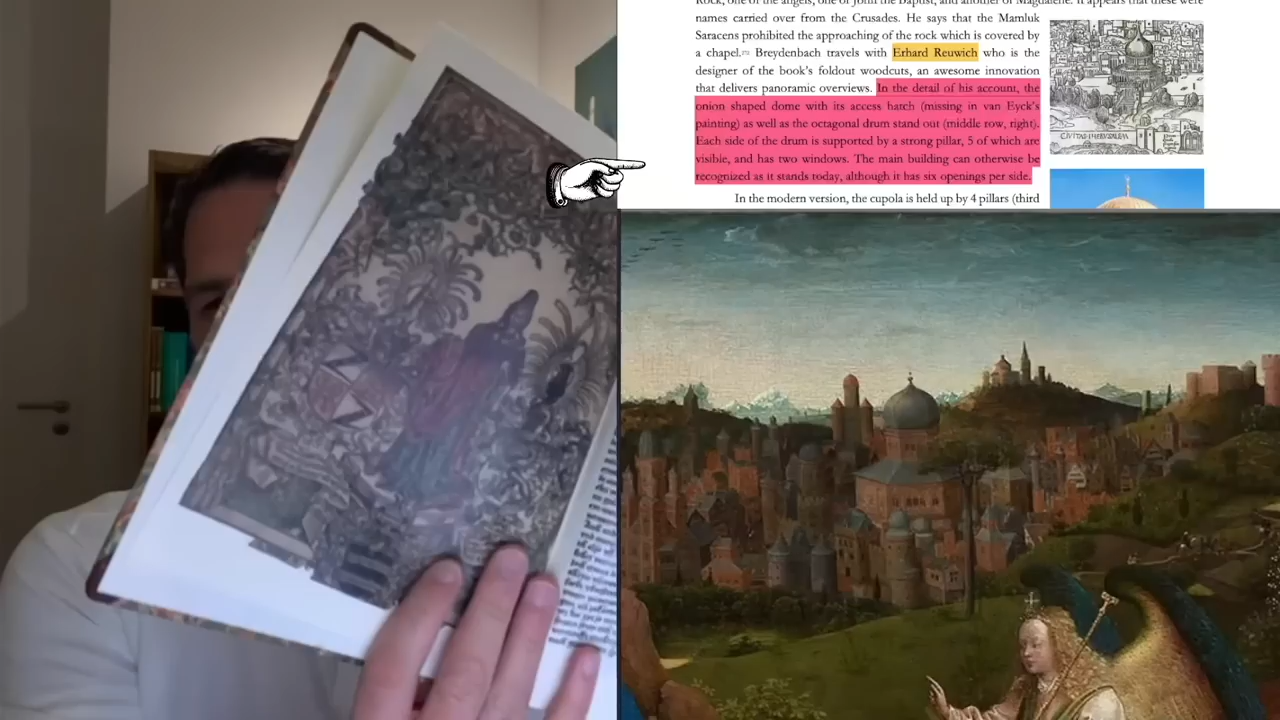 Rock, one of the angels, one of John the Baptist, and another of Magdalene. It appears that these were
names carried over from the Crusades. He says that the Mamluk
Saracens prohibited the approaching of the rock which is covered by
a chapel. Breydenbach travels with Erhard Reuwich who is the
designer of the book's foldout woodcuts, an awesome innovation
that delivers panoramic overviews. In the detail of his account, the
onion shaped dome with its access hatch (missing in van Eyck's
painting) as well as the octagonal drum stand out (middle row, right).
Each side of the drum is supported by a strong pillar, 5 of which are
visible, and has two windows. The main building can otherwise be
recognized as it stands today, although it has six openings per side.
In the modern version, the cupola is held up by 4 pillars (third